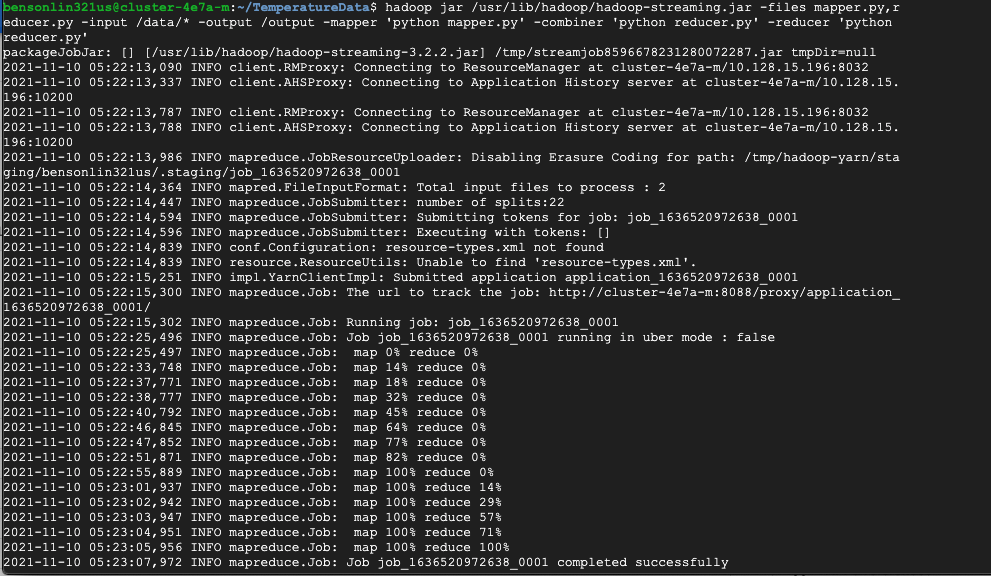 bensonlin321us@cluster-4e7a-m:~/TemperatureData$ hadoop jar /usr/lib/hadoop/hadoop-streaming.jar -files mapper.py,r
educer.py -input /data/* -output /output -mapper 'python mapper.py' -combiner 'python reducer.py' -reducer 'python
reducer.py'
packageJobJar: [] [/usr/lib/hadoop/hadoop-streaming-3.2.2.jar] /tmp/streamjob8596678231280072287.jar tmpDir=null
2021-11-10 05:22:13,090 INFO client.RMProxy: Connecting to ResourceManager at cluster-4e7a-m/10.128.15.196:8032
2021-11-10 05:22:13,337 INFO client.AHSProxy: Connecting to Application History server at cluster-4e7a-m/10.128.15.
196:10200
2021-11-10 05:22:13,787 INFO client.RMProxy: Connecting to ResourceManager at cluster-4e7a-m/10.128.15.196:8032
2021-11-10 05:22:13,788 INFO client.AHSProxy: Connecting to Application History server at cluster-4e7a-m/10.128.15.
196:10200
2021-11-10 05:22:13,986 INFO mapreduce.JobResourceUploader: Disabling Erasure Coding for path: /tmp/hadoop-yarn/sta
ging/bensonlin321us/.staging/job_1636520972638_0001
2021-11-10 05:22:14,364 INFO mapred.FileInputFormat: Total input files to process : 2
2021-11-10 05:22:14,447 INFO mapreduce.JobSubmitter: number of splits:22
2021-11-10 05:22:14,594 INFO mapreduce.JobSubmitter: Submitting tokens for job: job_1636520972638_0001
2021-11-10 05:22:14,596 INFO mapreduce.JobSubmitter: Executing with tokens: []
2021-11-10 05:22:14,839 INFO conf.Configuration: resource-types.xml not found
2021-11-10 05:22:14,839 INFO resource.ResourceUtils: Unable to find 'resource-types.xml'.
2021-11-10 05:22:15,251 INFO impl.YarnClientImpl: Submitted application application_1636520972638_0001
2021-11-10 05:22:15,300 INFO mapreduce.Job: The url to track the job: http://cluster-4e7a-m:8088/proxy/application_
1636520972638_0001/
2021-11-10 05:22:15,302 INFO mapreduce.Job: Running job: job_1636520972638_0001
2021-11-10 05:22:25,496 INFO mapreduce.Job: Job job_1636520972638_0001 running in uber mode : false
2021-11-10 05:22:25,497 INFO mapreduce.Job:  map 0% reduce 0%
2021-11-10 05:22:33,748 INFO mapreduce.Job:  map 14% reduce 0%
2021-11-10 05:22:37,771 INFO mapreduce.Job:  map 18% reduce 0%
2021-11-10 05:22:38,777 INFO mapreduce.Job:  map 32% reduce 0%
2021-11-10 05:22:40,792 INFO mapreduce.Job:  map 45% reduce 0%
2021-11-10 05:22:46,845 INFO mapreduce.Job:  map 64% reduce 0%
2021-11-10 05:22:47,852 INFO mapreduce.Job:  map 77% reduce 0%
2021-11-10 05:22:51,871 INFO mapreduce.Job:  map 82% reduce 0%
2021-11-10 05:22:55,889 INFO mapreduce.Job:  map 100% reduce 0%
2021-11-10 05:23:01,937 INFO mapreduce.Job:  map 100% reduce 14%
2021-11-10 05:23:02,942 INFO mapreduce.Job:  map 100% reduce 29%
2021-11-10 05:23:03,947 INFO mapreduce.Job:  map 100% reduce 57%
2021-11-10 05:23:04,951 INFO mapreduce.Job:  map 100% reduce 71%
2021-11-10 05:23:05,956 INFO mapreduce.Job:  map 100% reduce 100%
2021-11-10 05:23:07,972 INFO mapreduce.Job: Job job_1636520972638_0001 completed successfully